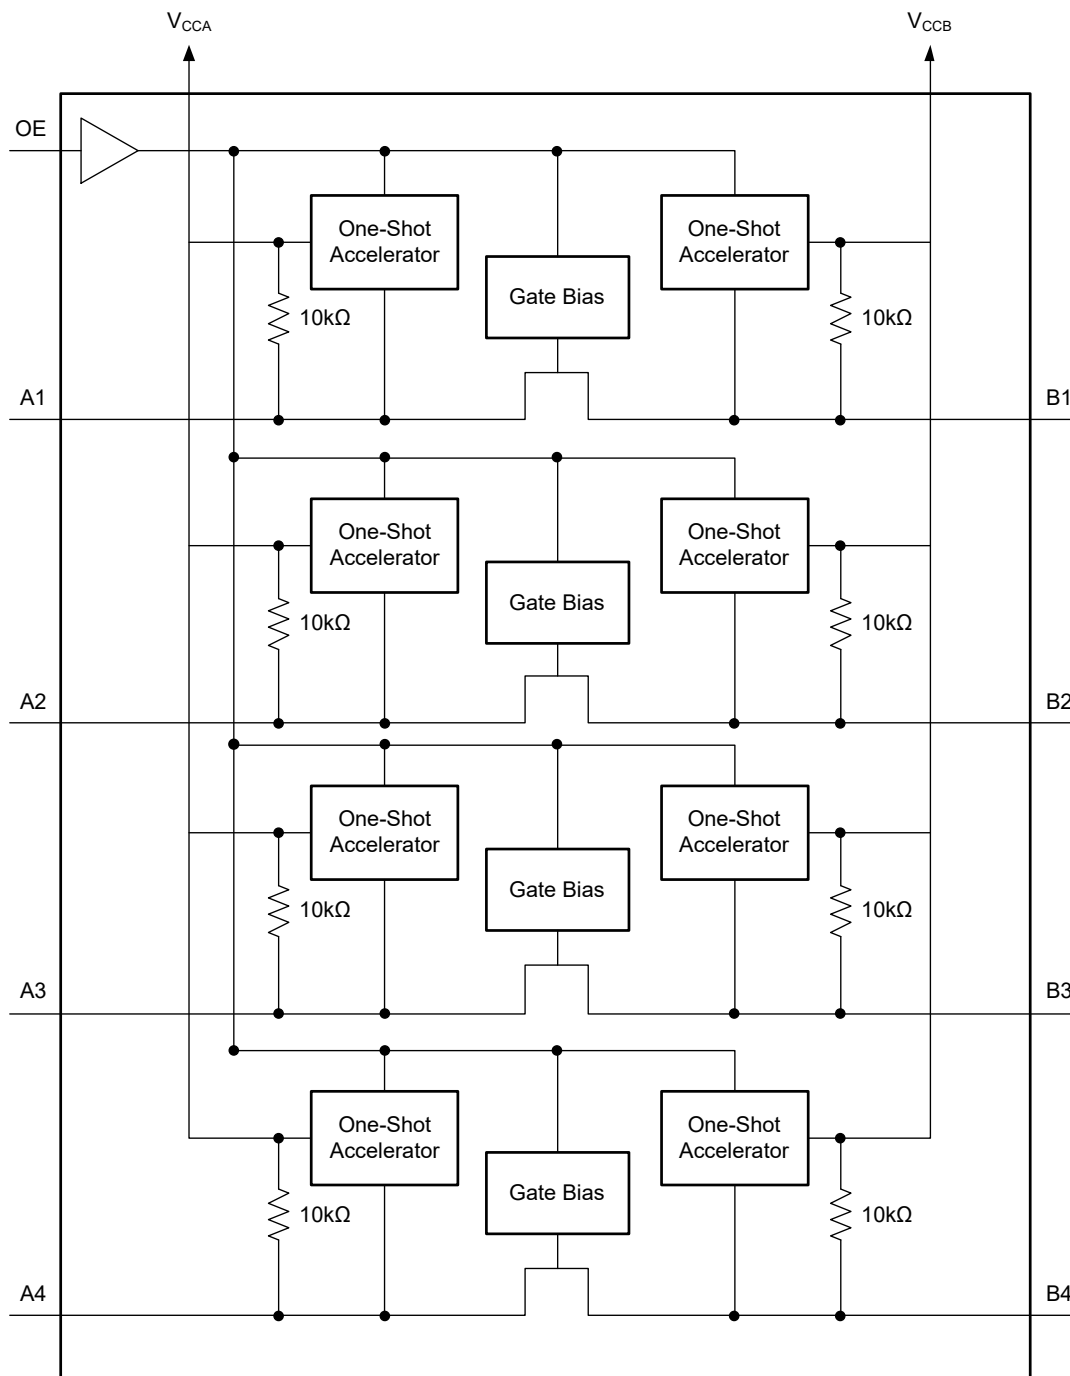 VCCA
VCCB
OE
One-Shot
Accelerator
One-Shot
Accelerator
Gate Bias
10kΩ
10kΩ
A1
B1
One-Shot
Accelerator
One-Shot
Accelerator
Gate Bias
10kΩ
10kΩ
A2
B2
One-Shot
Accelerator
One-Shot
Accelerator
Gate Bias
10kΩ
10kΩ
A3
B3
One-Shot
Accelerator
One-Shot
Accelerator
Gate Bias
10kΩ
10kΩ
A4
B4